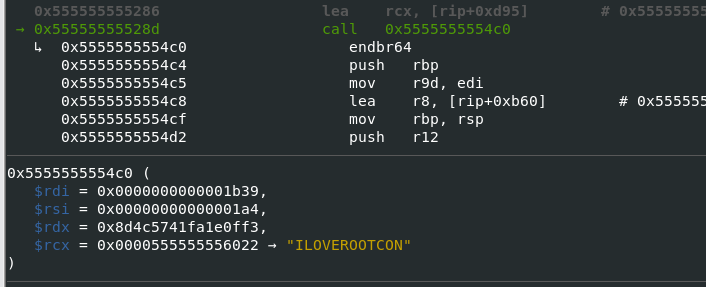 0x555555555286 lea rcx, [rip+0xd95] # 0x55555555
→ 0x55555555528d call 0x5555555554c0
↳ 0x5555555554c0 endbr64
0x5555555554c4 push rbp
0x5555555554c5 mov r9d, edi
0x5555555554c8 lea r8, [rip+0xb60] # 0x555555
0x5555555554cf mov rbp, rsp
0x5555555554d2 push r12
0x5555555554c0 (
$rdi = 0x0000000000001b39,
$rsi = 0x00000000000001a4,
$rdx = 0x8d4c5741fa1e0ff3,
$rcx = 0x0000555555556022 → "ILOVEROOTCON"
)